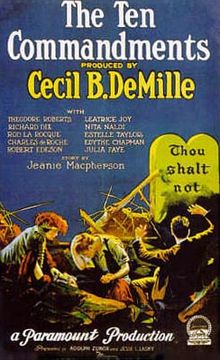 The Ten
Commandments
PRODUCED BY
Cecil B. DeMille
WITH
THEODORE ROBERTS LEATRICE JOY
RICHARD DIX NITA NALDI
ROD LA ROCQUE ESTELLE TAYLOR
CHARLES de ROCHE EDYTHE CHAPMAN
ROBERT EDESON JULIA FAYE
STORY BY
Jeanie Macpherson
Thou
shalt
not
a Paramount Production
Presented by ADOLPH ZUKOR and JESSE L. LASKY